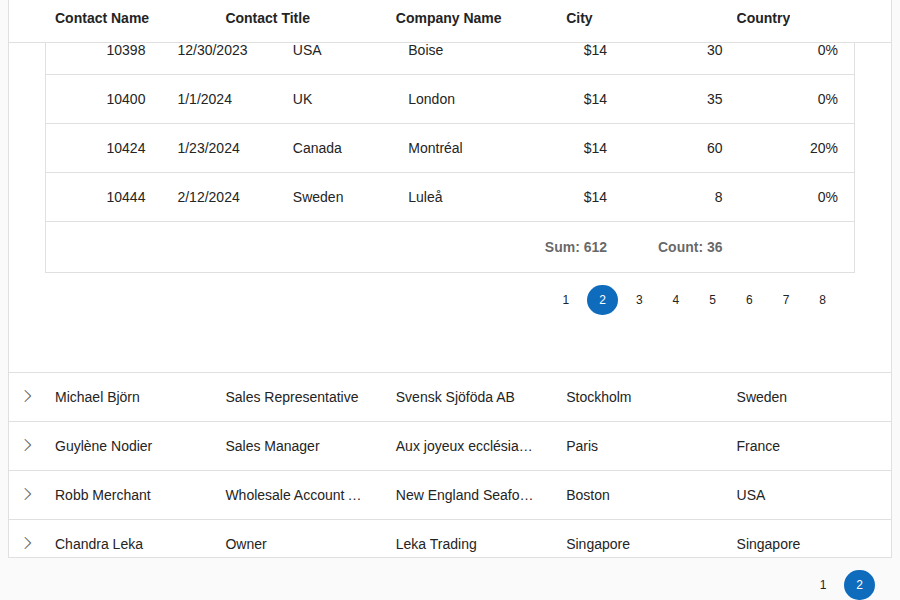 Contact Name Contact Title Company Name City Country
10398 12/30/2023 USA Boise $14 30 0%
10400 1/1/2024 UK London $14 35 0%
10424 1/23/2024 Canada Montréal $14 60 20%
10444 2/12/2024 Sweden Luleå $14 8 0%
Sum: 612 Count: 36
1 2 3 4 5 6 7 8
Michael Björn Sales Representative Svensk Sjöföda AB Stockholm Sweden
Guylène Nodier Sales Manager Aux joyeux ecclésia… Paris France
Robb Merchant Wholesale Account … New England Seafo… Boston USA
Chandra Leka Owner Leka Trading Singapore Singapore
1 2